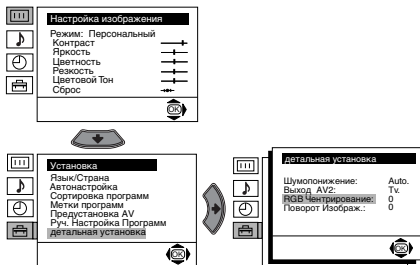 Настройка изображения
Режим: Персональный
Контраст
Яркость
Цветность
Резкость
Цветовой Тон
Сброс
OK
Установка
Язык/Страна
Автонастройка
Сортировка программ
Метки программ
Предустановка AV
Руч. Настройка Программ
детальная установка
OK
детальная установка
Шумопонижение: Auto.
Выход AV2: Tv.
RGB Чентрирование: 0
Поворот Изображ.: 0
OK